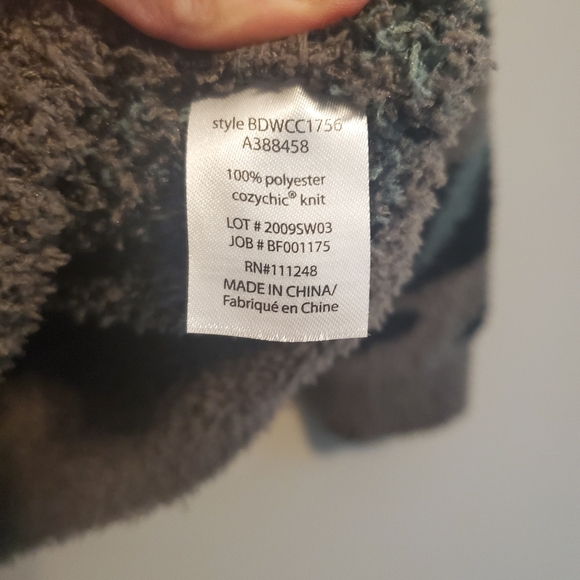 style BDWCC1756
A388458
100% polyester
cozychic® knit
LOT # 2009SW03
JOB # BF001175
RN#111248
MADE IN CHINA/
Fabriqué en Chine